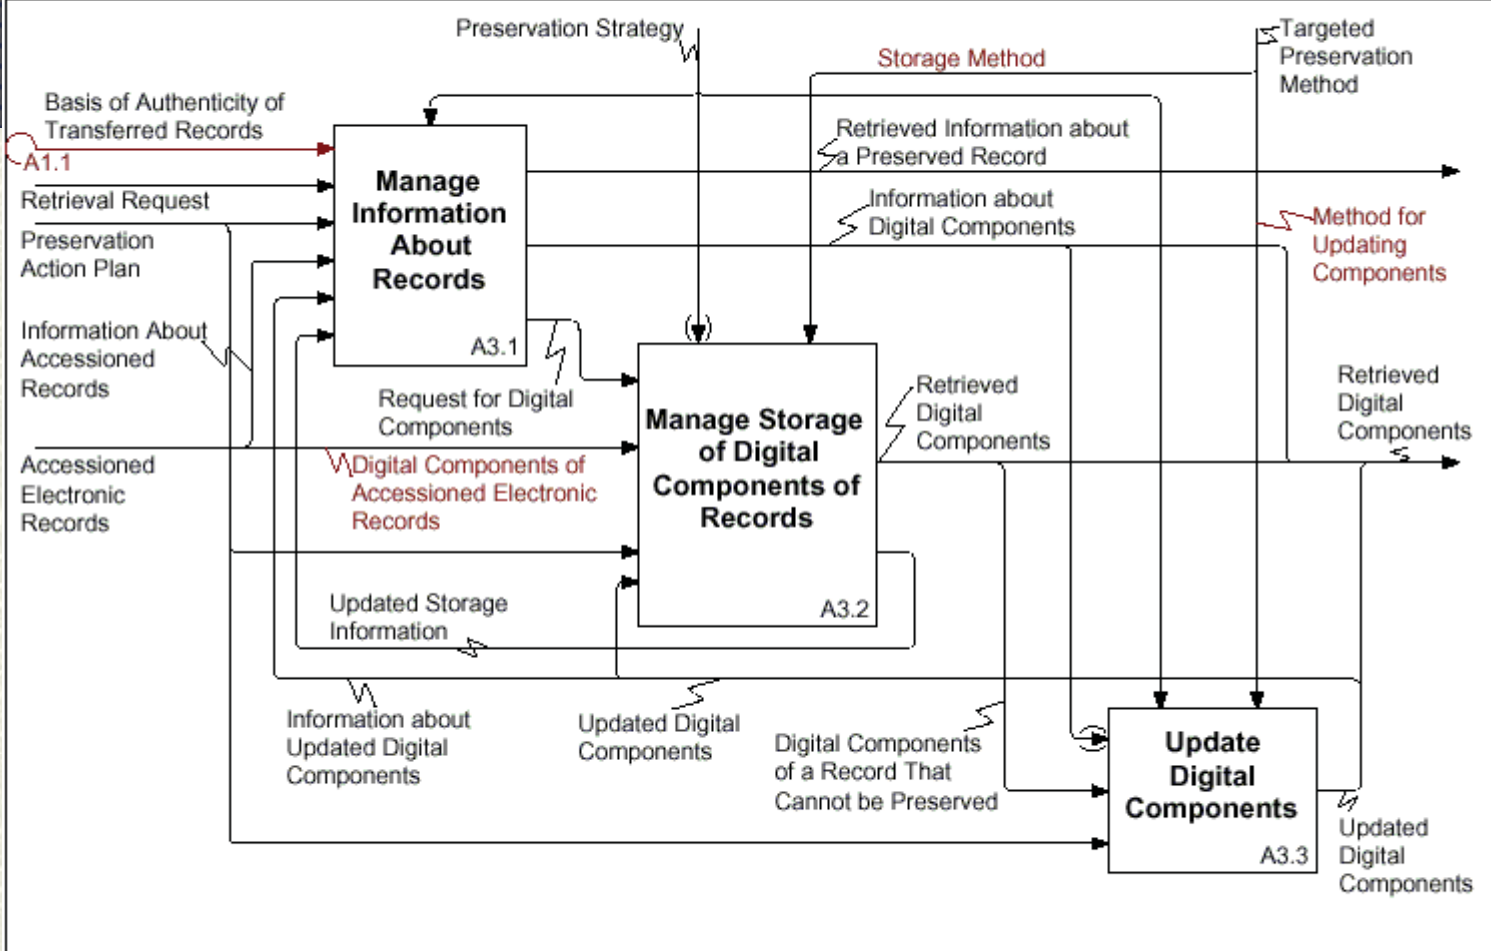 Preservation Strategy
Targeted
Preservation
Method
Storage Method
Basis of Authenticity of
Transferred Records
A1.1
Retrieval Request
Preservation
Action Plan
Information About
Accessioned
Records
Accessioned
Electronic
Records
Manage
Information
About
Records
A3.1
Retrieved Information about
a Preserved Record
Information about
Digital Components
Method for
Updating
Components
Request for Digital
Components
Digital Components of
Accessioned Electronic
Records
Manage Storage
of Digital
Components of
Records
A3.2
Retrieved
Digital
Components
Retrieved
Digital
Components
Updated Storage
Information
Information about
Updated Digital
Components
Updated Digital
Components
Digital Components
of a Record That
Cannot be Preserved
Update
Digital
Components
A3.3
Updated
Digital
Components